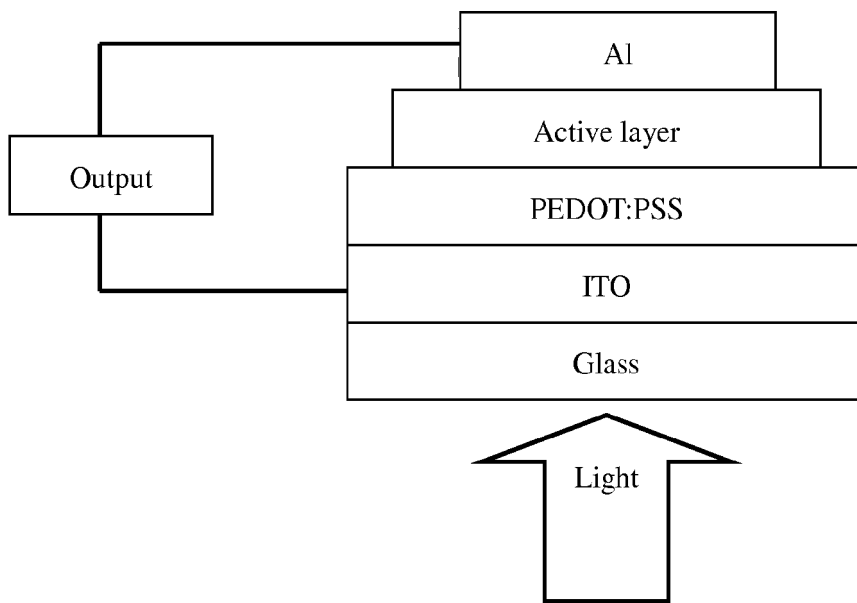 Al
Active layer
Output
PEDOT:PSS
ITO
Glass
Light